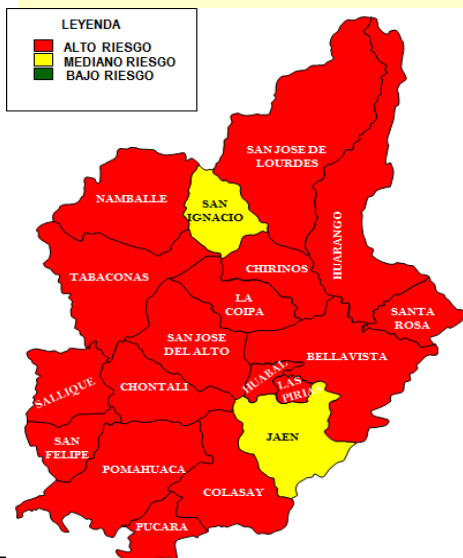 LEYENDA
ALTO RIESGO
MEDIANO RIESGO
BAJO RIESGO
SAN JOSE DE
LOURDES
NAMBALLE
SAN
IGNACIO
HUARANGO
CHIRINOS
TABACONAS
LA
COIPA
SANTA
ROSA
SAN JOSE
DEL ALTO
BELLAVISTA
HUABAL
LAS
PIRIAS
SALLIQUE
CHONTALI
JAEN
SAN
FELIPE
POMAHUACA
COLASAY
PUCARA